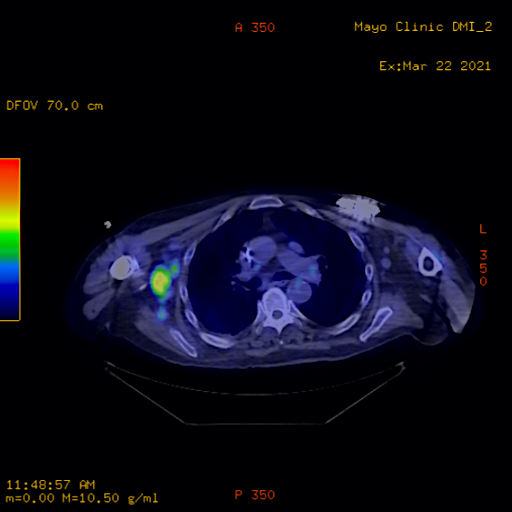 A 350
Mayo Clinic DMI_2
Ex:Mar 22 2021
DFOV 70.0 cm
L
350
11:48:57 AM
m=0.00 M=10.50 g/ml
P 350